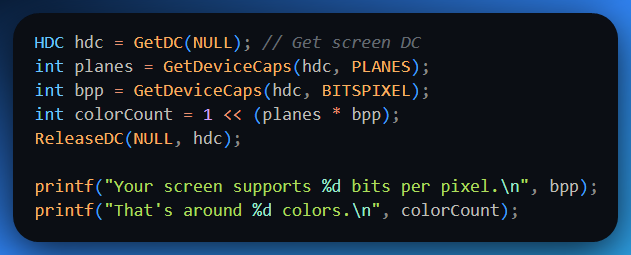 HDC hdc = GetDC(NULL); // Get screen DC
int planes = GetDeviceCaps(hdc, PLANES);
int bpp = GetDeviceCaps(hdc, BITSPIXEL);
int colorCount = 1 << (planes * bpp);
ReleaseDC(NULL, hdc);

printf("Your screen supports %d bits per pixel.\n", bpp);
printf("That's around %d colors.\n", colorCount);